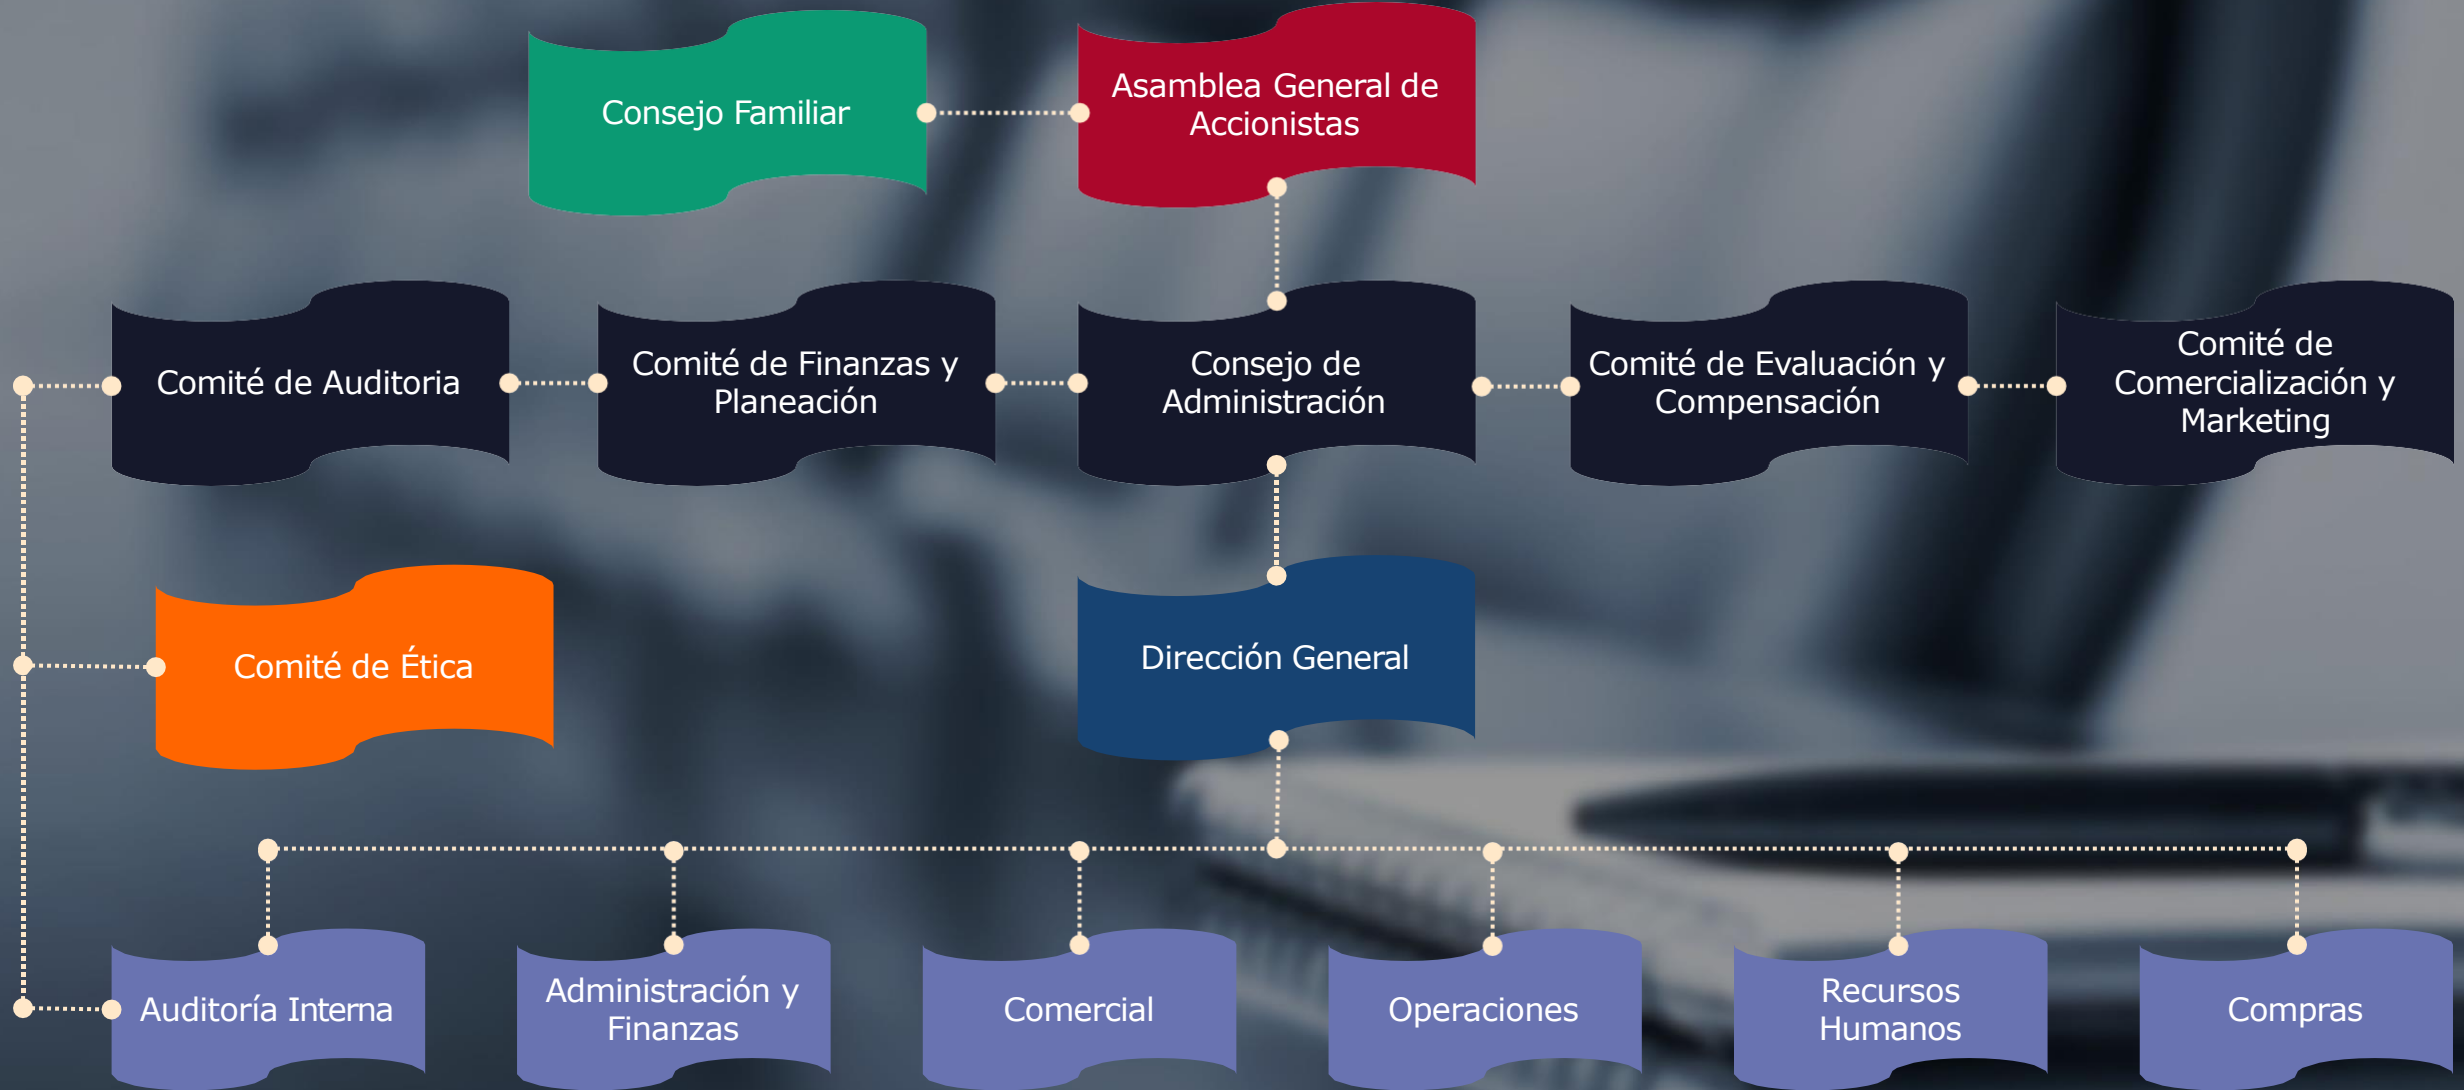 Consejo Familiar
Asamblea General de
Accionistas
Comité de Auditoria
Comité de Finanzas y
Planeación
Consejo de
Administración
Comité de Evaluación y
Compensación
Comité de
Comercialización y
Marketing
Comité de Ética
Dirección General
Auditoría Interna
Administración y
Finanzas
Comercial
Operaciones
Recursos
Humanos
Compras